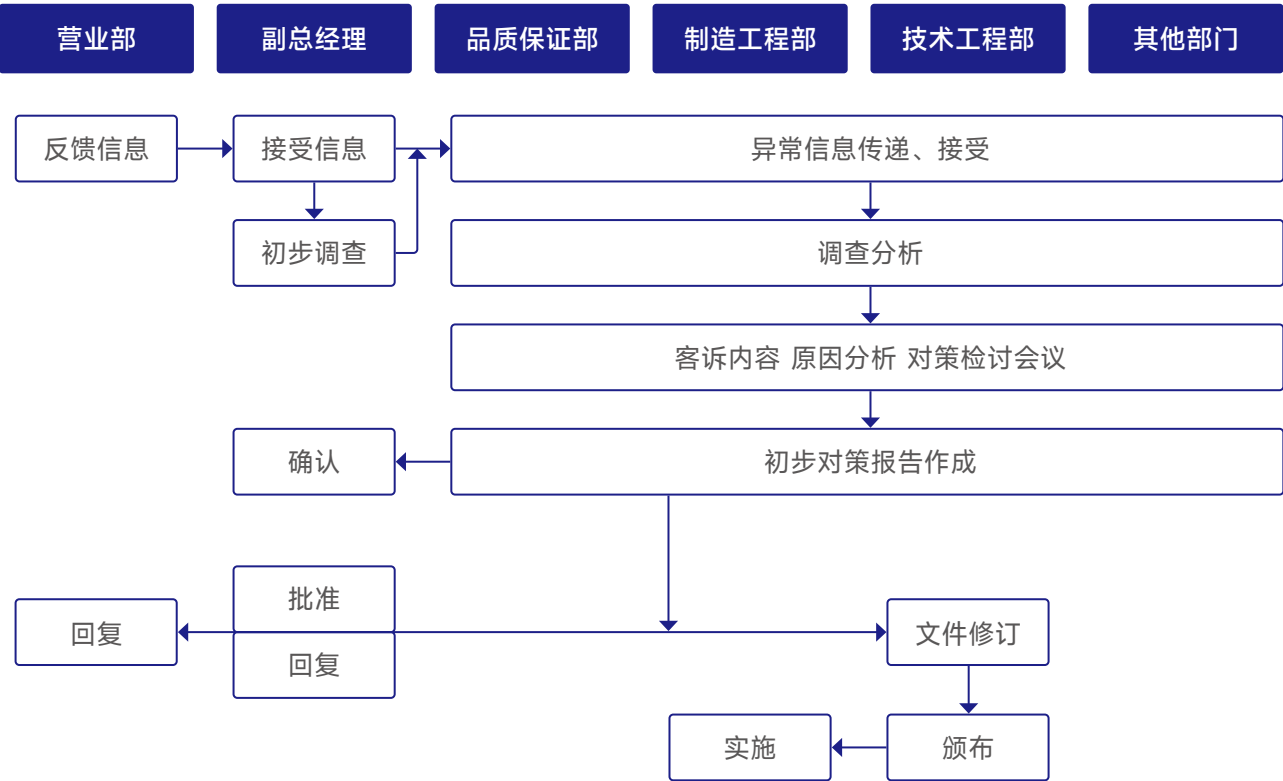 营业部
副总经理
品质保证部
制造工程部
技术工程部
其他部门
反馈信息
接受信息
异常信息传递、接受
初步调查
调查分析
客诉内容 原因分析 对策检讨会议
确认
初步对策报告作成
批准
回复
文件修订
回复
实施
颁布